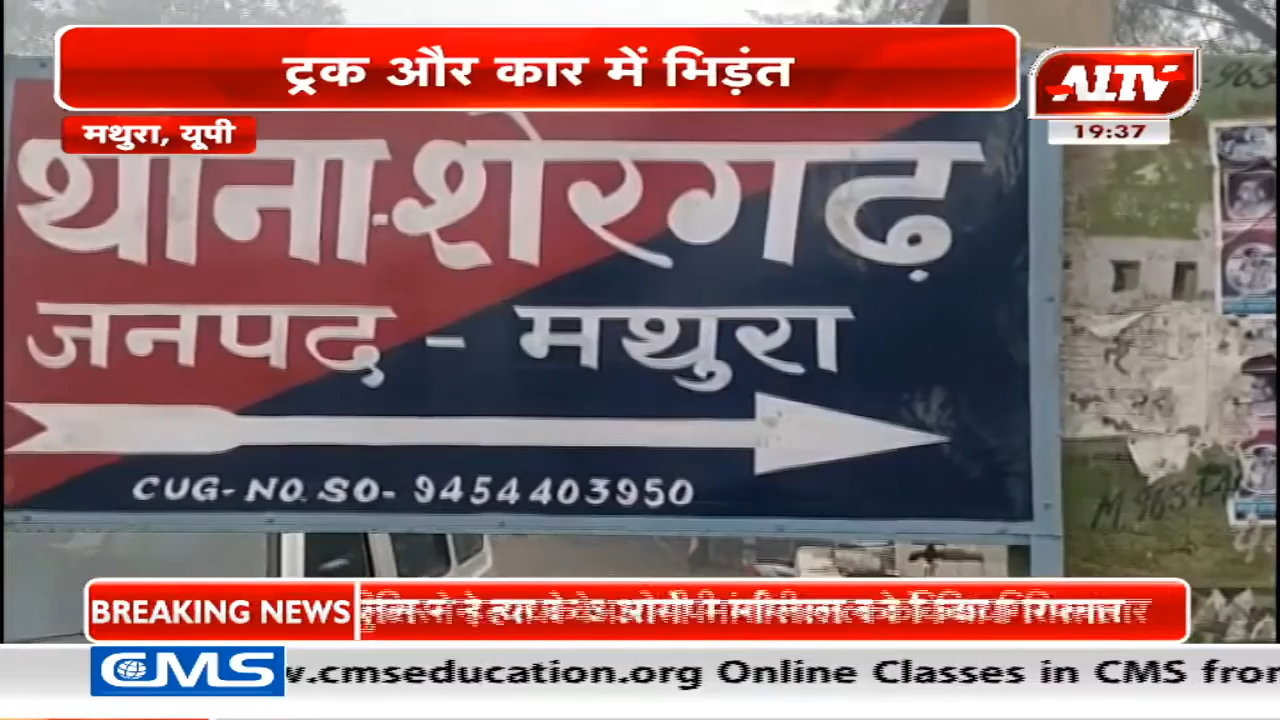 ट्रक और कार में भिड़ंत
ALTV
19:37
मथुरा, यूपी
थाना-शेरगढ़
जनपद - मथुरा
CUG- NO. SO- 9454403950
BREAKING NEWS
CMS
w.cmseducation.org Online Classes in CMS from